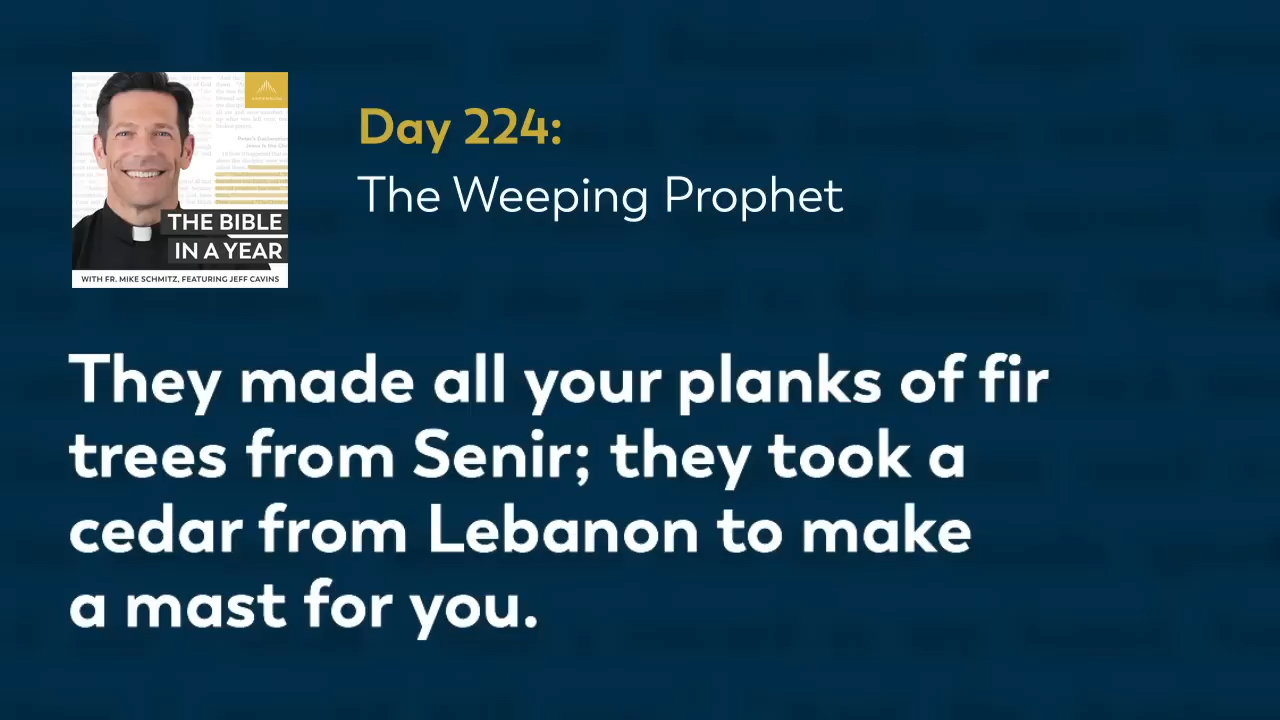 Day 224:
The Weeping Prophet
THE BIBLE
IN A YEAR
WITH FR. MIKE SCHMITZ, FEATURING JEFF CAVINS
They made all your planks of fir
trees from Senir; they took a
cedar from Lebanon to make
a mast for you.